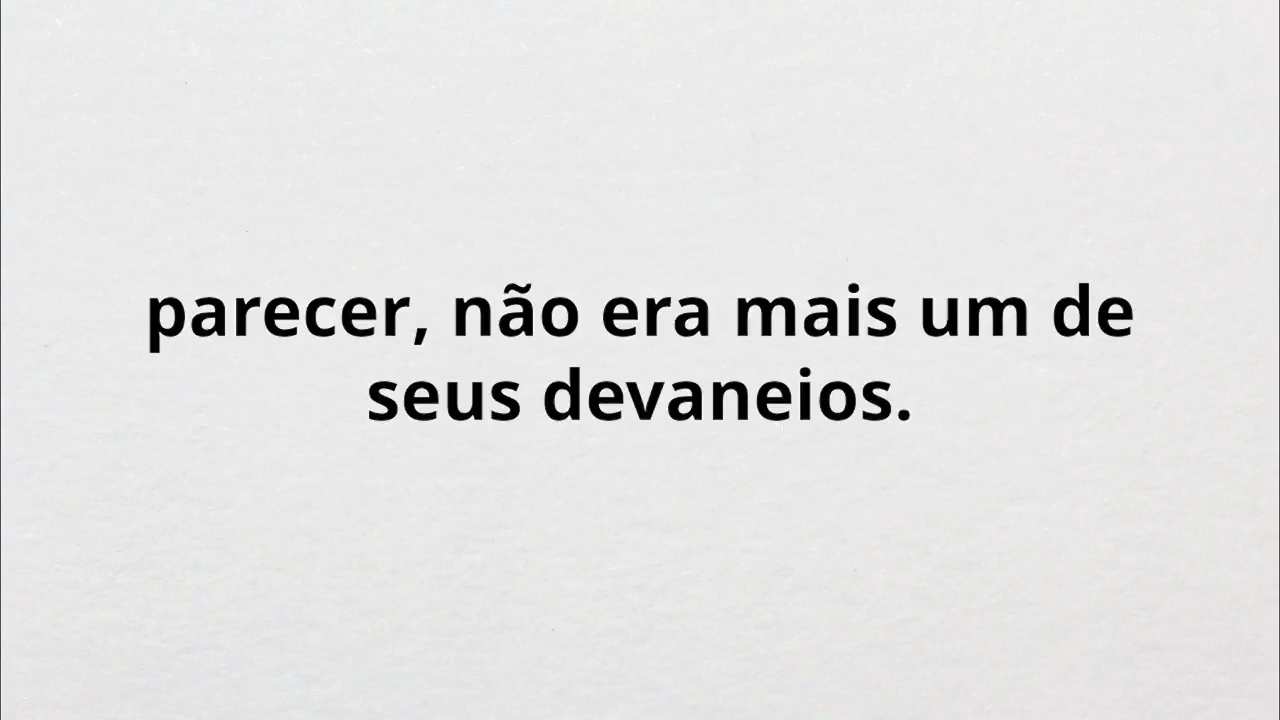 parecer, não era mais um de
seus devaneios.